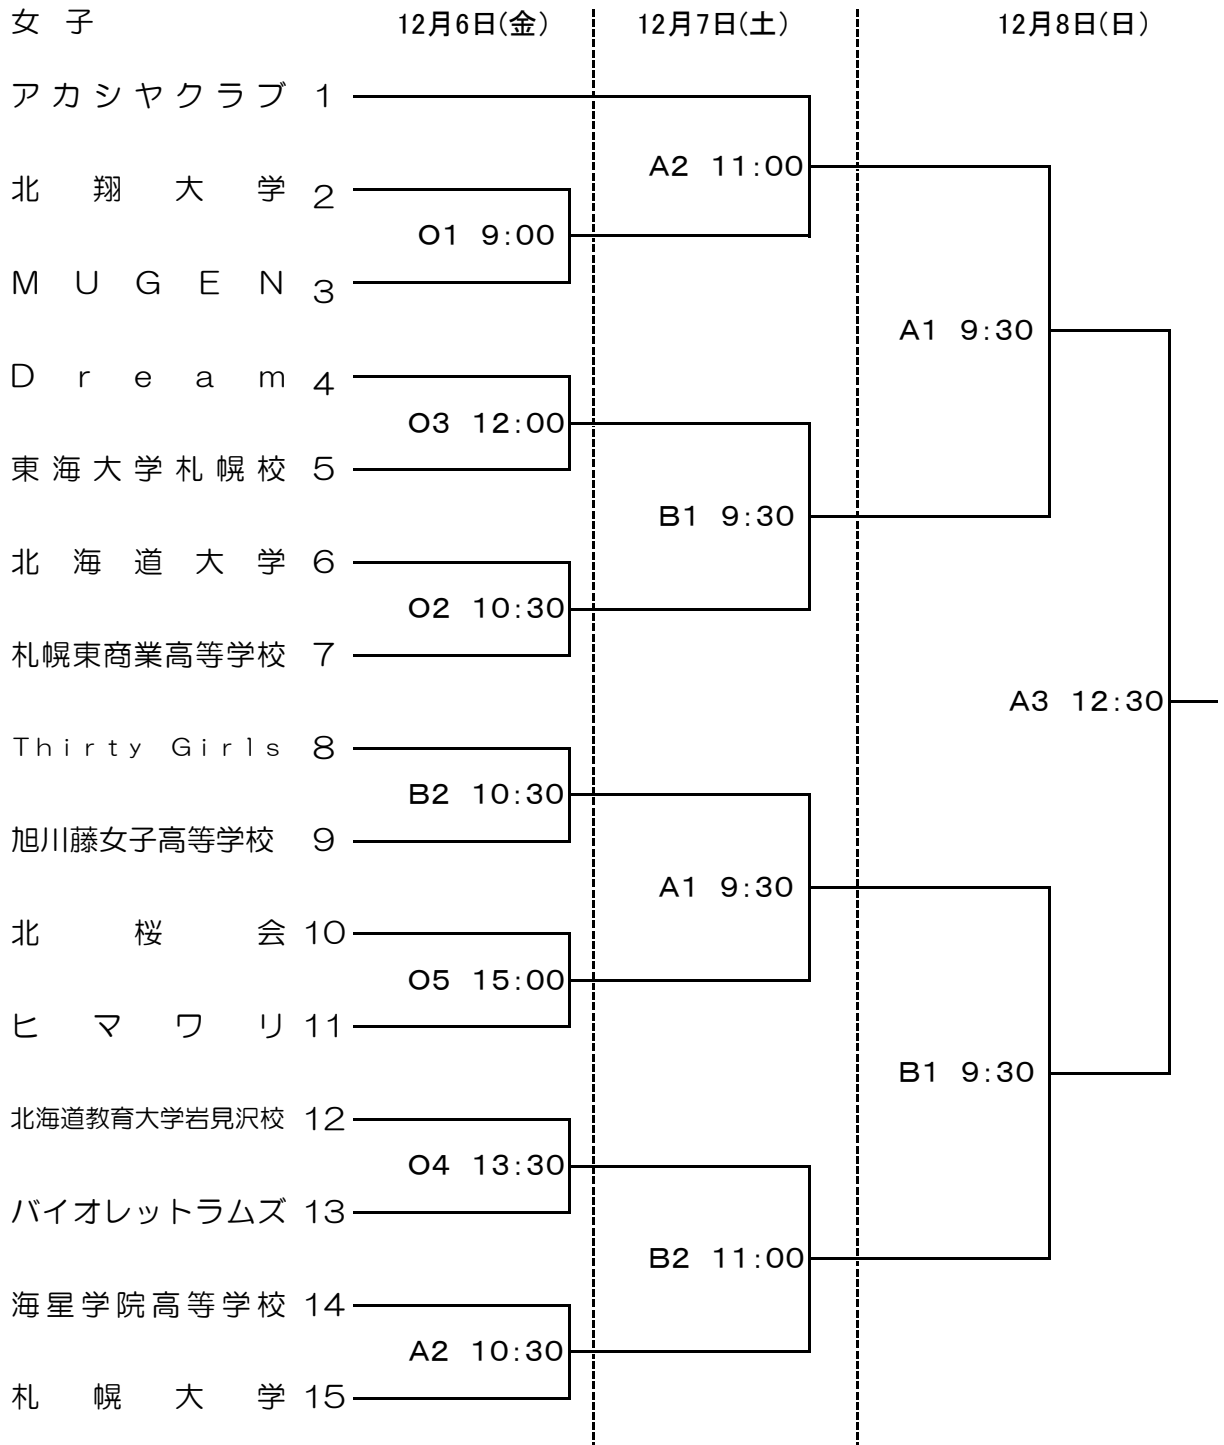 女子 12月6日(金) 12月7日(土) 12月8日(日)
アカシヤクラブ 1
A2 11:00
北翔大学 2
O1 9:00
MUGEN 3
A1 9:30
Dream 4
O3 12:00
東海大学札幌校 5
B1 9:30
北海道大学 6
O2 10:30
札幌東商業高等学校 7
A3 12:30
Thirty Girls 8
B2 10:30
旭川藤女子高等学校 9
A1 9:30
北桜会 10
O5 15:00
ヒマワリ 11
B1 9:30
北海道教育大学岩見沢校 12
O4 13:30
バイオレットラムズ 13
B2 11:00
海星学院高等学校 14
A2 10:30
札幌大学 15